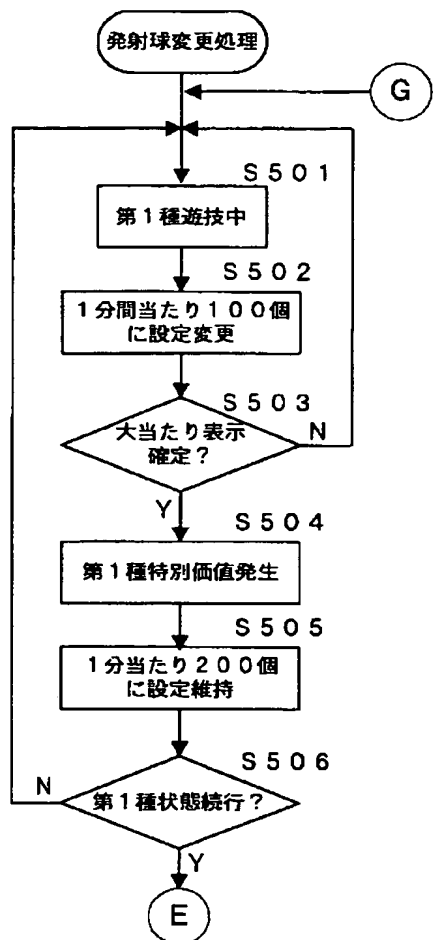 発射球変更処理
G
S501
第1種遊技中
S502
1分間当たり100個
に設定変更
S503
大当たり表示
確定?
N
Y
S504
第1種特別価値発生
S505
1分当たり200個
に設定維持
S506
第1種状態続行?
N
Y
E